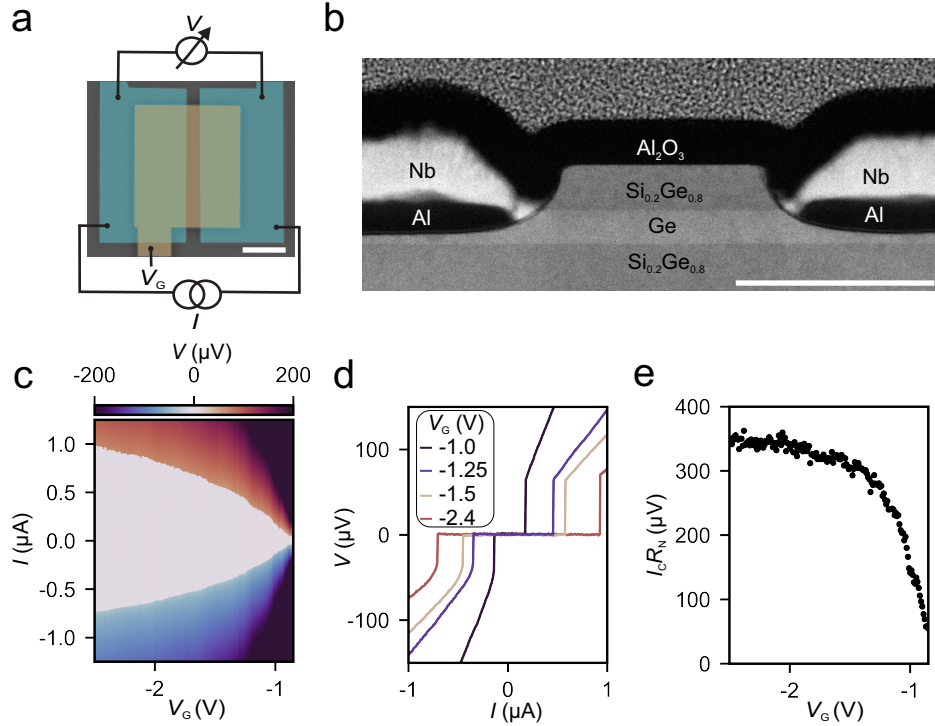 a
V
V_G
I
b
Al₂O₃
Nb
Nb
Si₀.₂Ge₀.₈
Al
Al
Ge
Si₀.₂Ge₀.₈
c
V (µV)
-200 0 200
1.0
0.5
0.0
-0.5
-1.0
I (µA)
-2 -1
V_G (V)
d
V_G (V)
-1.0
-1.25
-1.5
-2.4
100
0
-100
V (µV)
-1 0 1
I (µA)
e
400
300
200
100
0
I_CR_N (µV)
-2 -1
V_G (V)